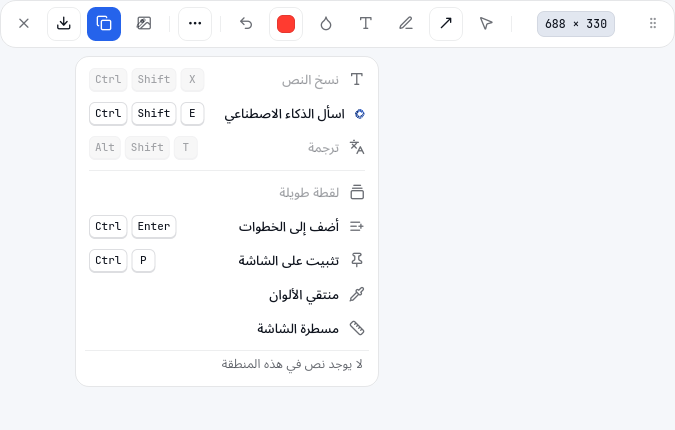 688 × 330
نسخ النص Ctrl Shift X
اسأل الذكاء الاصطناعي Ctrl Shift E
ترجمة Alt Shift T
لقطة طويلة
أضف إلى الخطوات Ctrl Enter
تثبيت على الشاشة Ctrl P
منتقي الألوان
مسطرة الشاشة
لا يوجد نص في هذه المنطقة